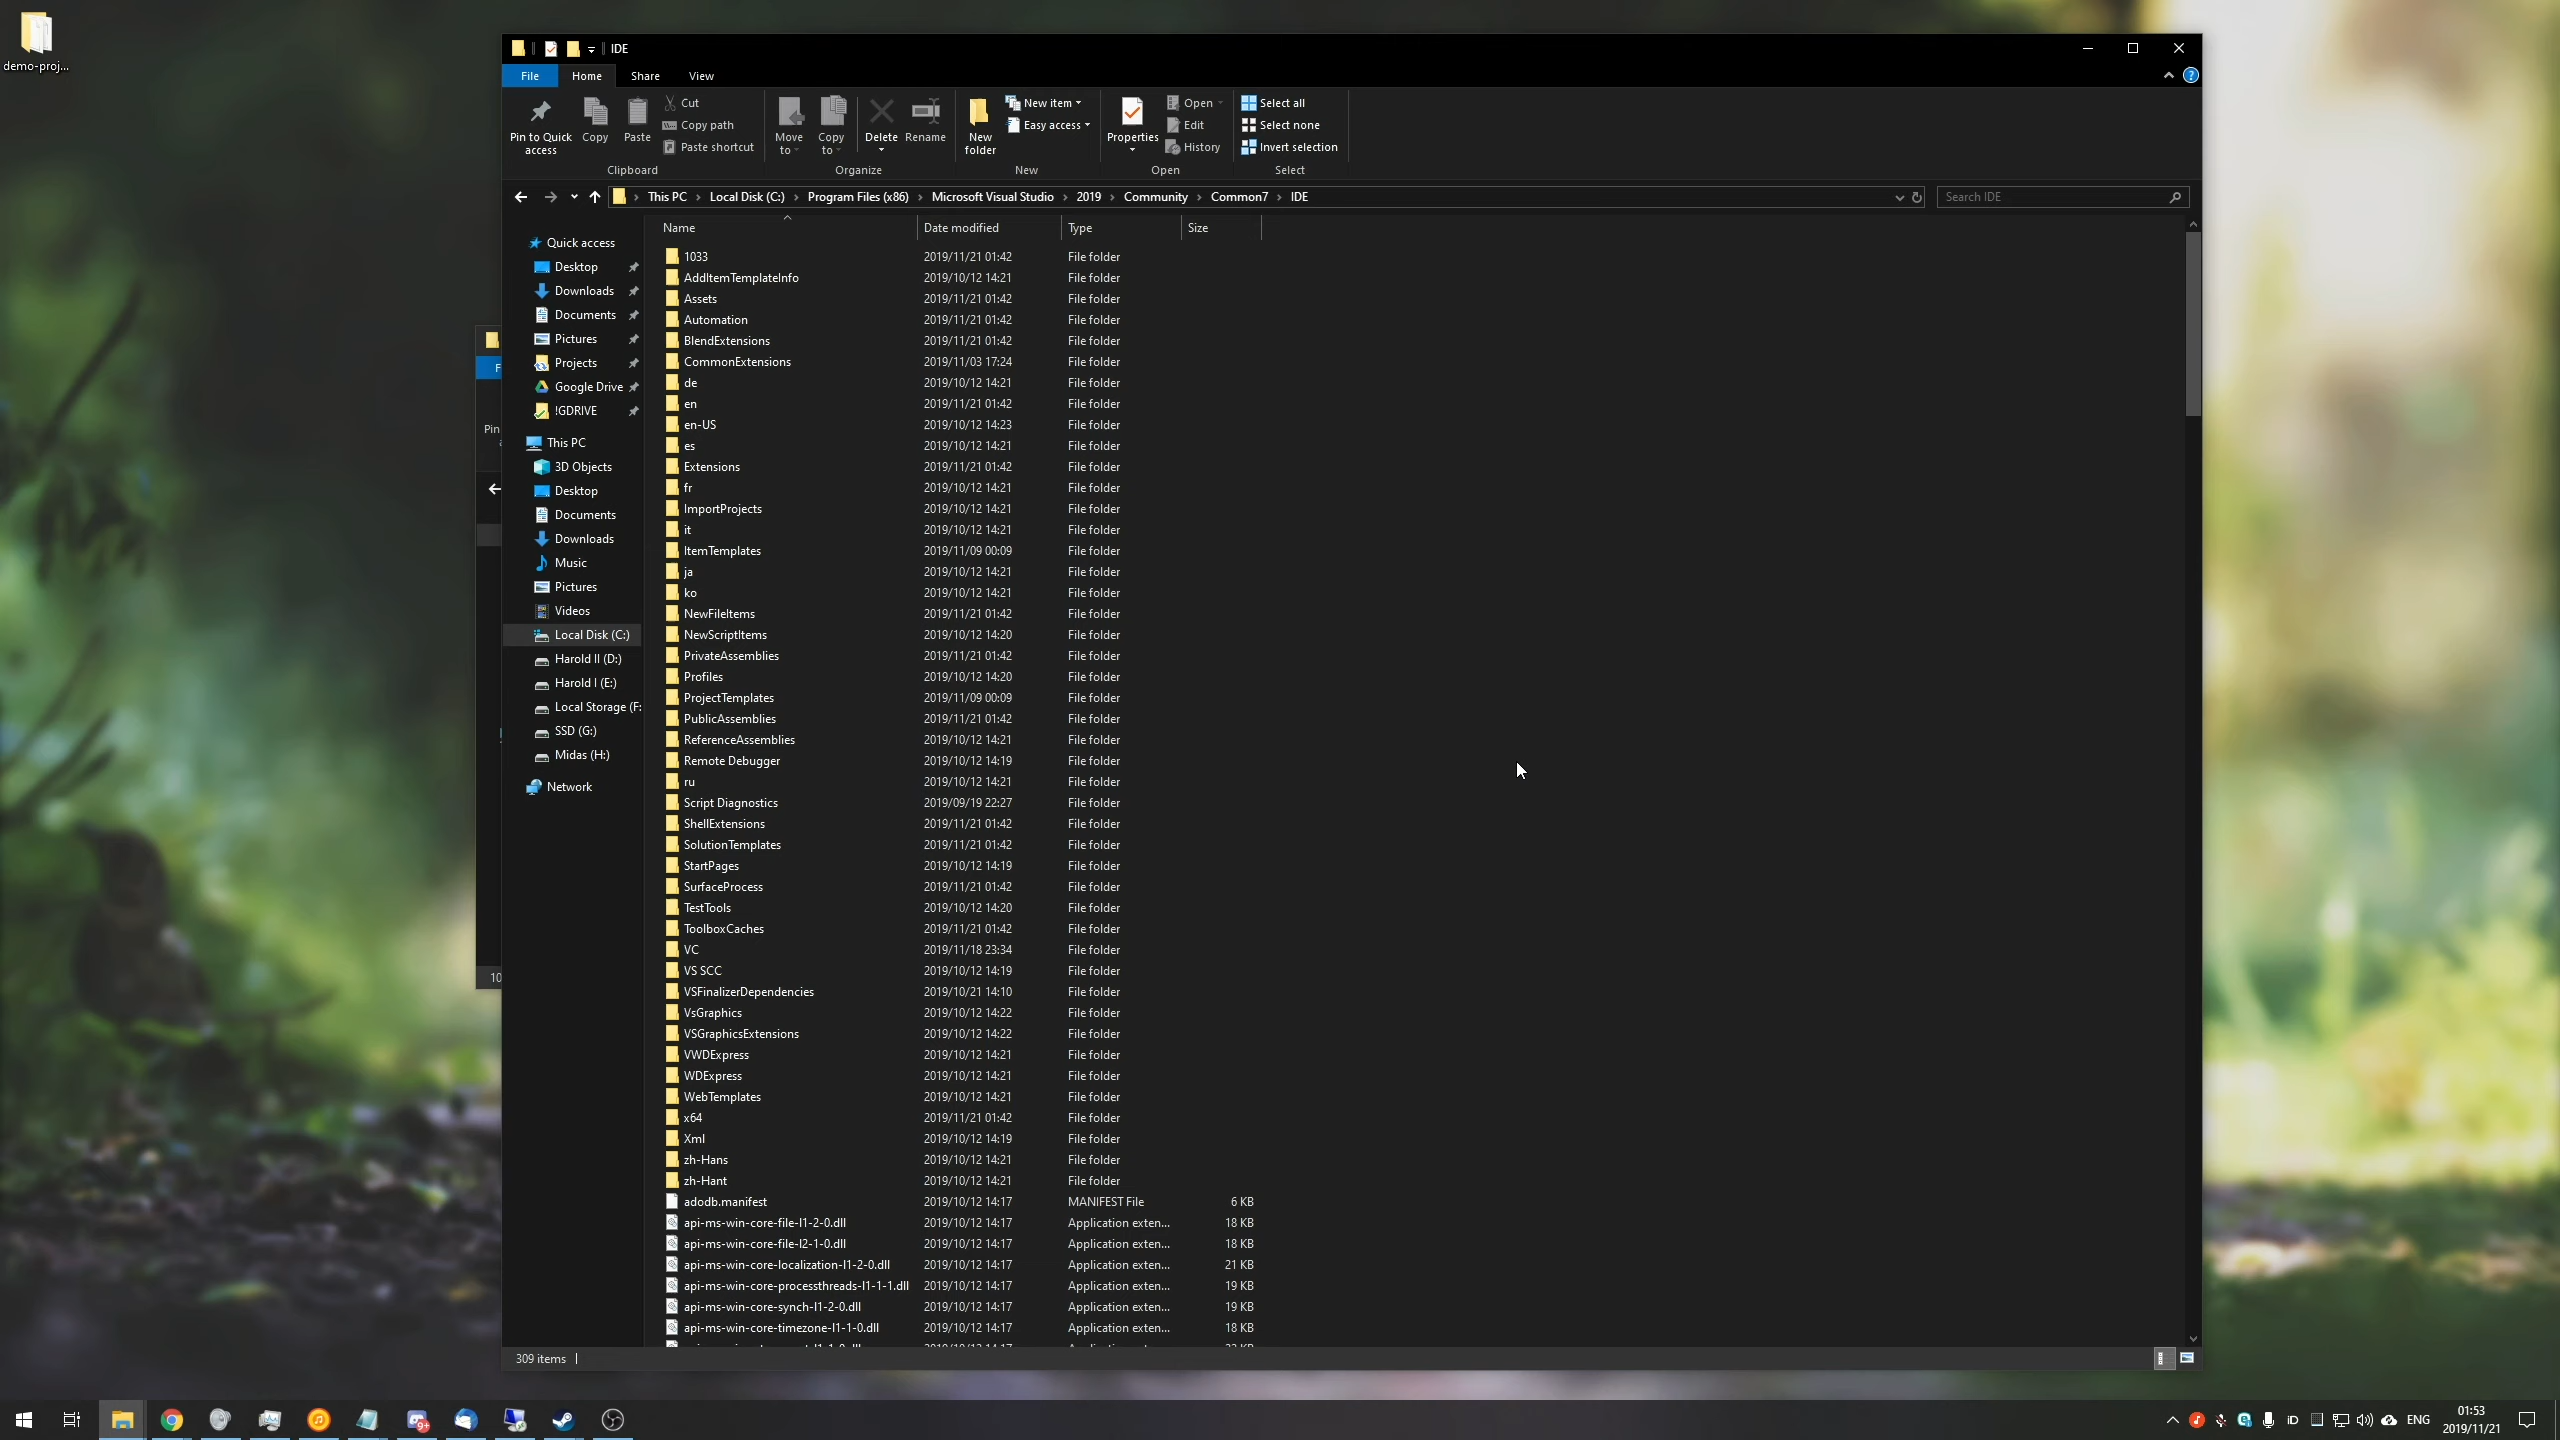 demo-proj...
IDE
File Home Share View
Pin to Quick access
Copy
Paste
Cut
Copy path
Paste shortcut
Clipboard
Move to
Copy to
Delete
Rename
Organize
New folder
New item
Easy access
New
Properties
Open
Edit
History
Open
Select all
Select none
Invert selection
Select
This PC Local Disk (C:) Program Files (x86) Microsoft Visual Studio 2019 Community Common7 IDE
Search IDE
Quick access
Desktop
Downloads
Documents
Pictures
Projects
Google Drive
!GDRIVE
This PC
3D Objects
Desktop
Documents
Downloads
Music
Pictures
Videos
Local Disk (C:)
Harold II (D:)
Harold I (E:)
Local Storage (F:
SSD (G:)
Midas (H:)
Network
F
Pin
10
Name Date modified Type Size
1033 2019/11/21 01:42 File folder
AddItemTemplateInfo 2019/10/12 14:21 File folder
Assets 2019/11/21 01:42 File folder
Automation 2019/11/21 01:42 File folder
BlendExtensions 2019/11/21 01:42 File folder
CommonExtensions 2019/11/03 17:24 File folder
de 2019/10/12 14:21 File folder
en 2019/11/21 01:42 File folder
en-US 2019/10/12 14:23 File folder
es 2019/10/12 14:21 File folder
Extensions 2019/11/21 01:42 File folder
fr 2019/10/12 14:21 File folder
ImportProjects 2019/10/12 14:21 File folder
it 2019/10/12 14:21 File folder
ItemTemplates 2019/11/09 00:09 File folder
ja 2019/10/12 14:21 File folder
ko 2019/10/12 14:21 File folder
NewFileItems 2019/11/21 01:42 File folder
NewScriptItems 2019/10/12 14:20 File folder
PrivateAssemblies 2019/11/21 01:42 File folder
Profiles 2019/10/12 14:20 File folder
ProjectTemplates 2019/11/09 00:09 File folder
PublicAssemblies 2019/11/21 01:42 File folder
ReferenceAssemblies 2019/10/12 14:21 File folder
Remote Debugger 2019/10/12 14:19 File folder
ru 2019/10/12 14:21 File folder
Script Diagnostics 2019/09/19 22:27 File folder
ShellExtensions 2019/11/21 01:42 File folder
SolutionTemplates 2019/11/21 01:42 File folder
StartPages 2019/10/12 14:19 File folder
SurfaceProcess 2019/11/21 01:42 File folder
TestTools 2019/10/12 14:20 File folder
ToolboxCaches 2019/11/21 01:42 File folder
VC 2019/11/18 23:34 File folder
VS SCC 2019/10/12 14:19 File folder
VSFinalizerDependencies 2019/10/21 14:10 File folder
VsGraphics 2019/10/12 14:22 File folder
VSGraphicsExtensions 2019/10/12 14:22 File folder
VWDExpress 2019/10/12 14:21 File folder
WDExpress 2019/10/12 14:21 File folder
WebTemplates 2019/10/12 14:21 File folder
x64 2019/11/21 01:42 File folder
Xml 2019/10/12 14:19 File folder
zh-Hans 2019/10/12 14:21 File folder
zh-Hant 2019/10/12 14:21 File folder
adodb.manifest 2019/10/12 14:17 MANIFEST File 6 KB
api-ms-win-core-file-l1-2-0.dll 2019/10/12 14:17 Application exten... 18 KB
api-ms-win-core-file-l2-1-0.dll 2019/10/12 14:17 Application exten... 18 KB
api-ms-win-core-localization-l1-2-0.dll 2019/10/12 14:17 Application exten... 21 KB
api-ms-win-core-processthreads-l1-1-1.dll 2019/10/12 14:17 Application exten... 19 KB
api-ms-win-core-synch-l1-2-0.dll 2019/10/12 14:17 Application exten... 19 KB
api-ms-win-core-timezone-l1-1-0.dll 2019/10/12 14:17 Application exten... 18 KB
309 items
9+
ENG
01:53
2019/11/21